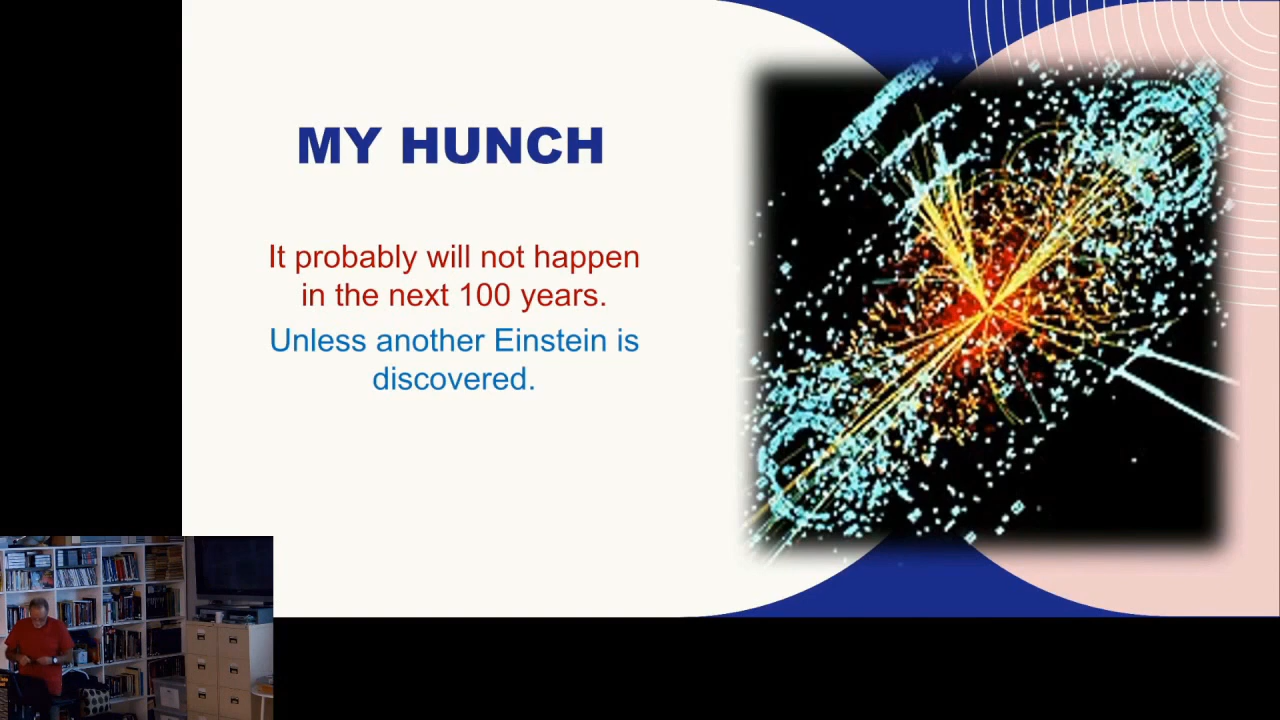 MY HUNCH
It probably will not happen
in the next 100 years.
Unless another Einstein is
discovered.